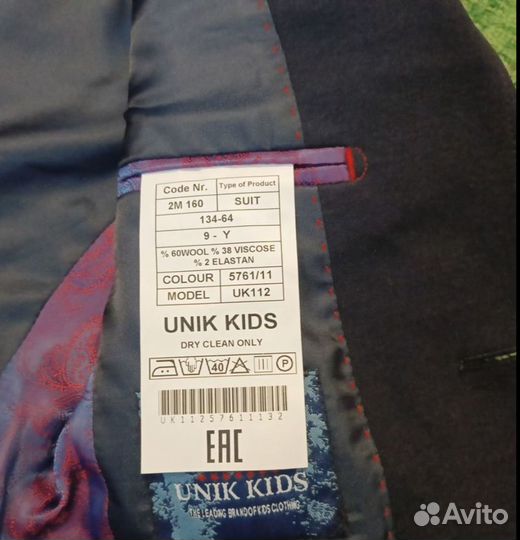 Code Nr. Type of Product
2M 160 SUIT
134-64
9 - Y
% 60WOOL % 38 VISCOSE
% 2 ELASTAN
COLOUR 5761/11
MODEL UK112
UNIK KIDS
DRY CLEAN ONLY
40 A P
UK11257611132
EAC
UNIK KIDS
THE LEADING BRAND OF KIDS CLOTHING
Avito